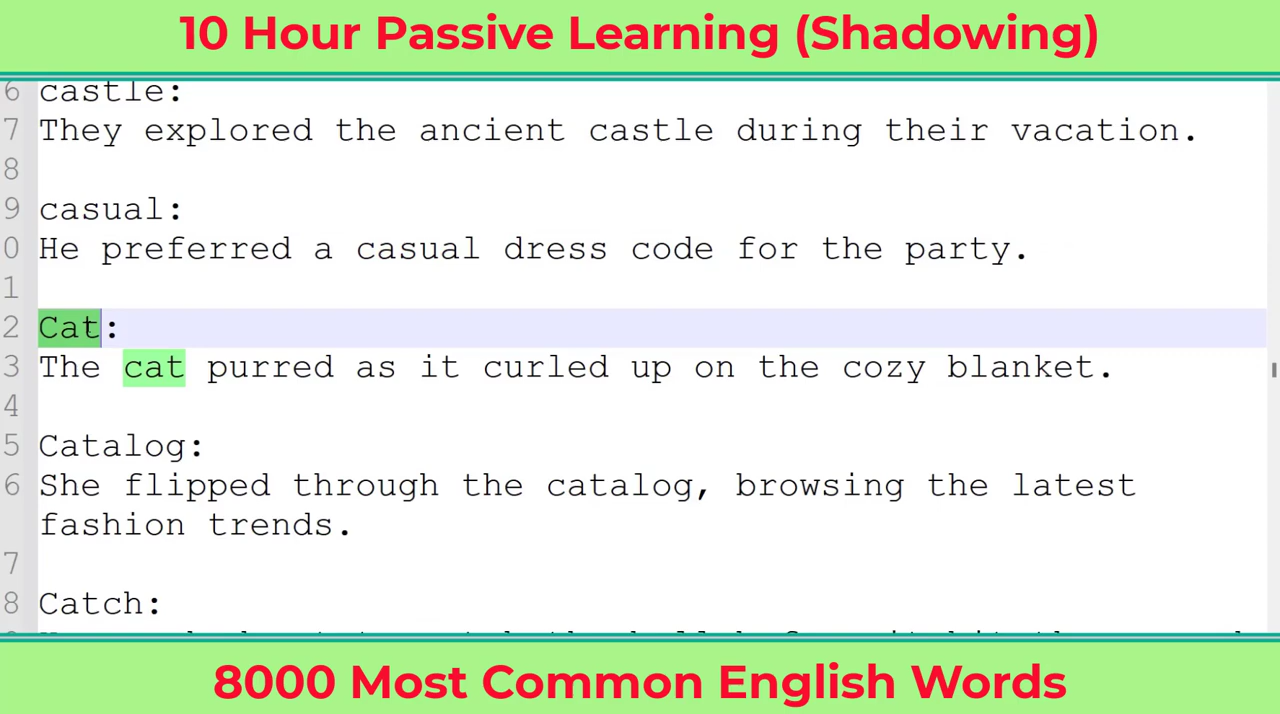 10 Hour Passive Learning (Shadowing)
6 castle:
7 They explored the ancient castle during their vacation.
8
9 casual:
0 He preferred a casual dress code for the party.
1
2 Cat:
3 The cat purred as it curled up on the cozy blanket.
4
5 Catalog:
6 She flipped through the catalog, browsing the latest
fashion trends.
7
8 Catch:
8000 Most Common English Words